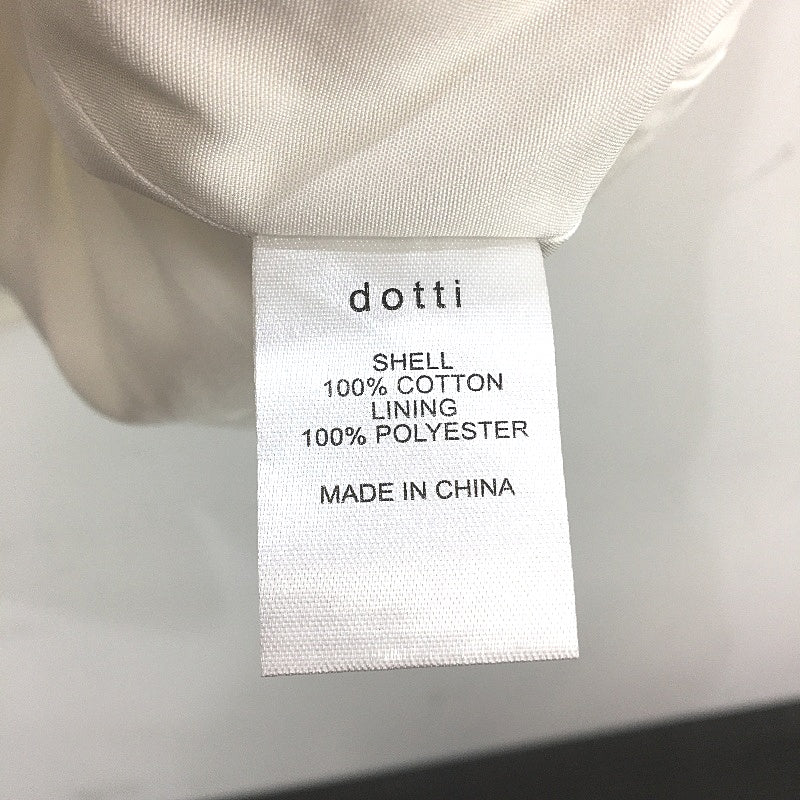 dotti
SHELL
100% COTTON
LINING
100% POLYESTER
MADE IN CHINA